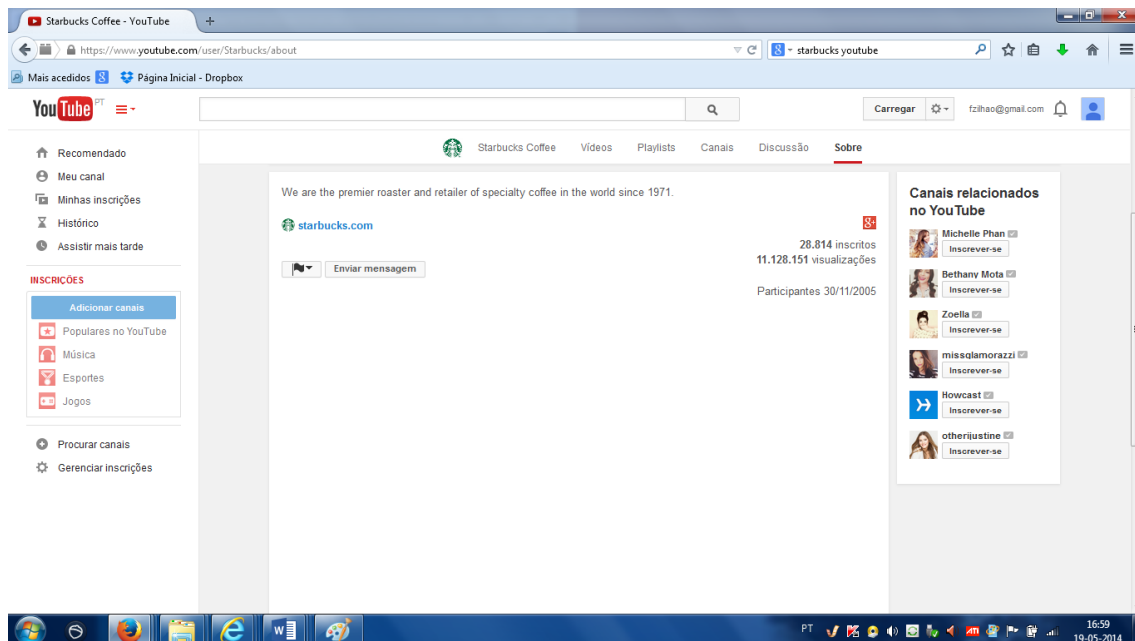 Starbucks Coffee - YouTube
https://www.youtube.com/user/Starbucks/about
starbucks youtube
Mais acedidos
Página Inicial - Dropbox
YouTube PT
Carregar
fzilhao@gmail.com
Starbucks Coffee Vídeos Playlists Canais Discussão Sobre
Recomendado
Meu canal
Minhas inscrições
Histórico
Assistir mais tarde
INSCRIÇÕES
Adicionar canais
Populares no YouTube
Música
Esportes
Jogos
Procurar canais
Gerenciar inscrições
We are the premier roaster and retailer of specialty coffee in the world since 1971.
starbucks.com
28.814 inscritos
11.128.151 visualizações
Enviar mensagem
Participantes 30/11/2005
Canais relacionados
no YouTube
Michelle Phan
Inscrever-se
Bethany Mota
Inscrever-se
Zoella
Inscrever-se
missglamorazzi
Inscrever-se
Howcast
Inscrever-se
otherijustine
Inscrever-se
PT
16:59
19-05-2014